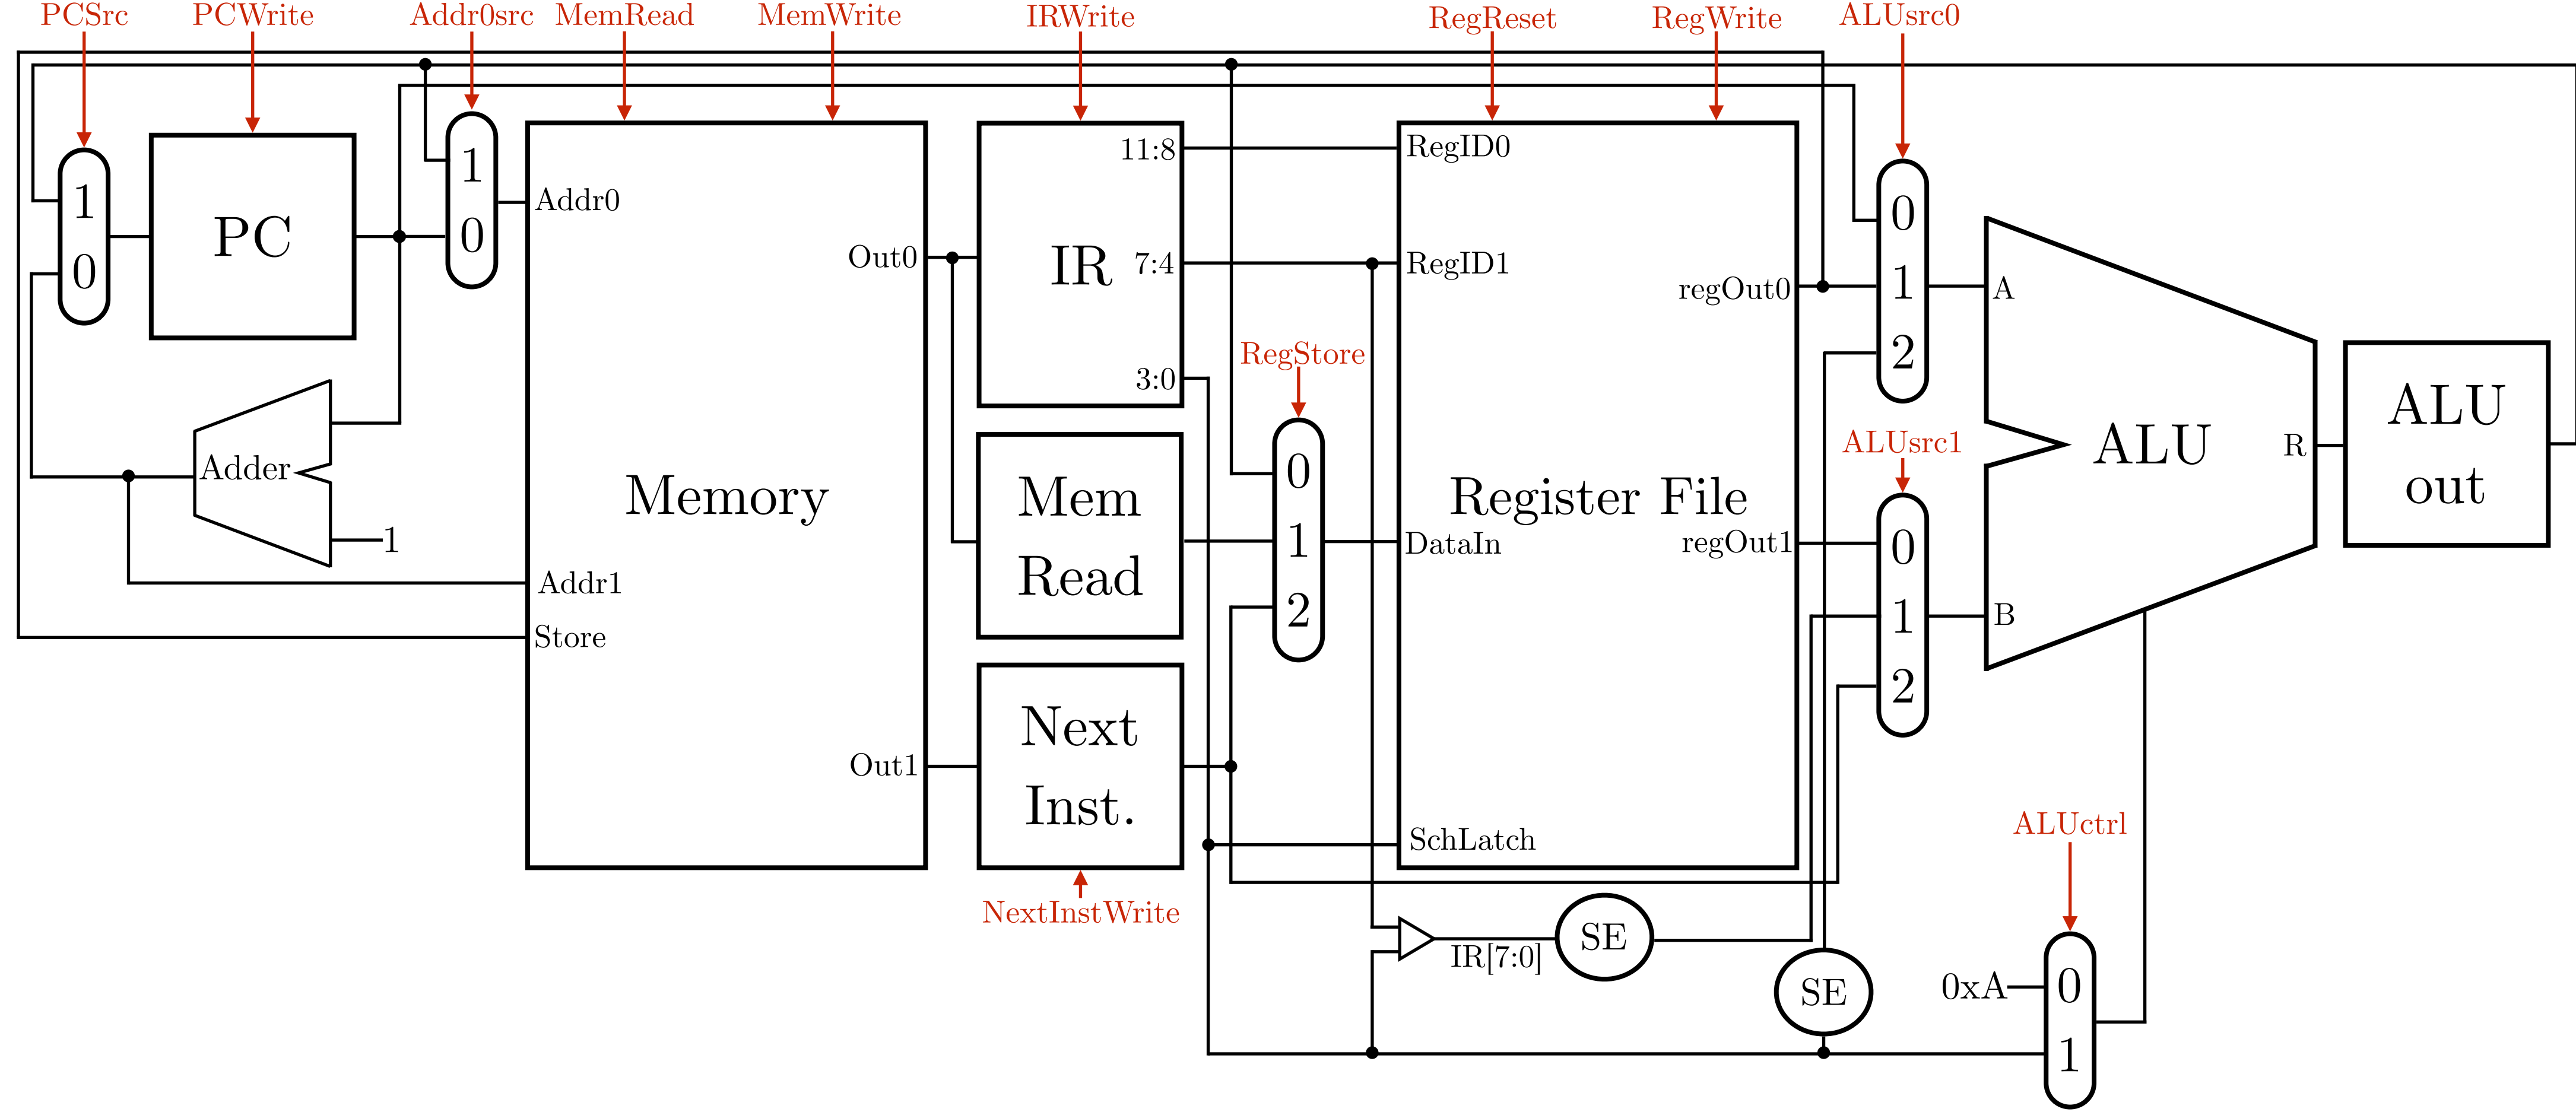 PCSrc
PCWrite
Addr0src
MemRead
MemWrite
IRWrite
RegReset
RegWrite
ALUsrc0
1
0
PC
1
0
Addr0
Out0
Memory
Addr1
Store
Out1
Adder
1
11:8
7:4
IR
3:0
Mem
Read
Next
Inst.
NextInstWrite
RegStore
0
1
2
RegID0
RegID1
regOut0
Register File
DataIn
regOut1
SchLatch
IR[7:0]
SE
SE
0
1
2
ALUsrc1
0
1
2
A
B
ALU
R
ALU
out
ALUctrl
0xA
0
1